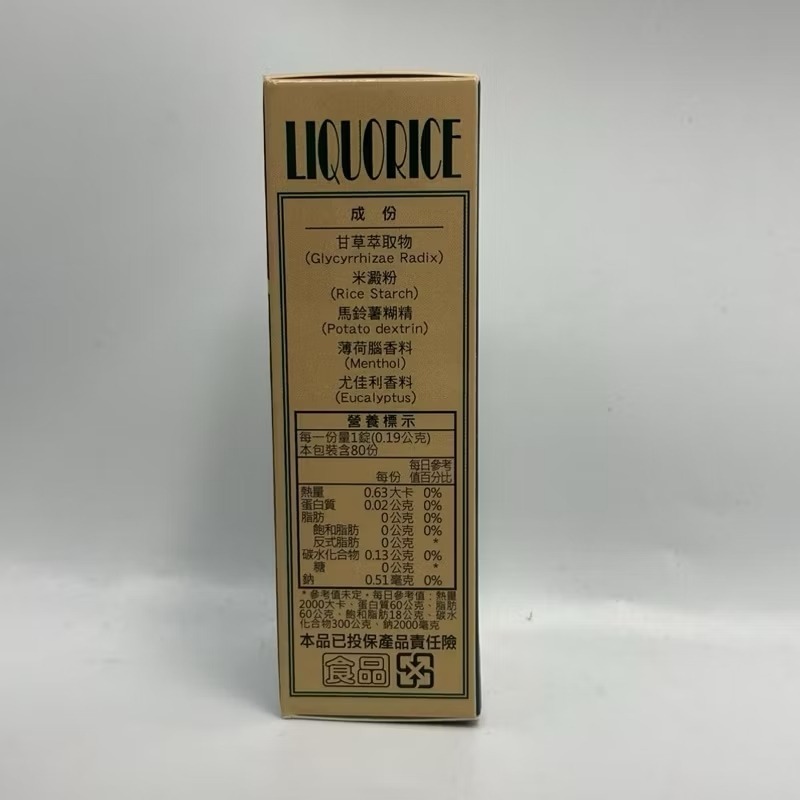 LIQUORICE
成 份
甘草萃取物
(Glycyrrhizae Radix)
米澱粉
(Rice Starch)
馬鈴薯糊精
(Potato dextrin)
薄荷腦香料
(Menthol)
尤佳利香料
(Eucalyptus)
營養標示
每一份量1錠(0.19公克)
本包裝含80份
每份 每日參考值百分比
熱量 0.63大卡 0%
蛋白質 0.02公克 0%
脂肪 0公克 0%
飽和脂肪 0公克 0%
反式脂肪 0公克 *
碳水化合物 0.13公克 0%
糖 0公克 *
鈉 0.51毫克 0%
*參考值未定‧每日參考值：熱量
2000大卡、蛋白質60公克、脂肪
60公克、飽和脂肪18公克、碳水
化合物300公克、鈉2000毫克
本品已投保產品責任險
食品